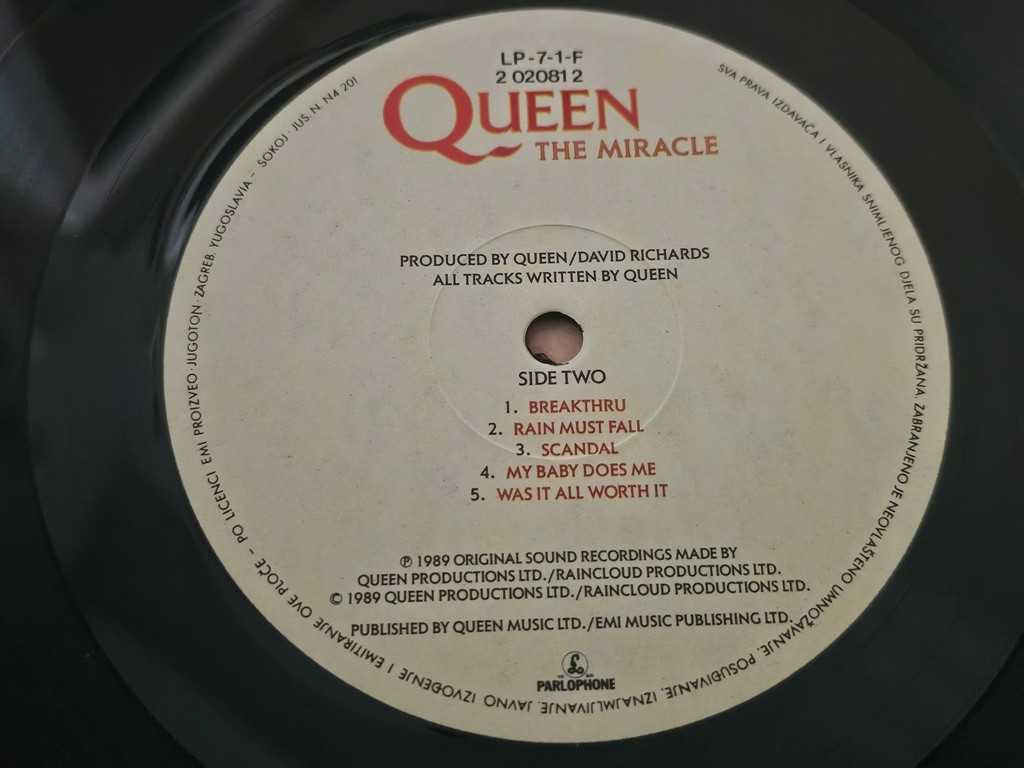 LP-7-1-F
2 020812
QUEEN
THE MIRACLE
PRODUCED BY QUEEN/DAVID RICHARDS
ALL TRACKS WRITTEN BY QUEEN
SIDE TWO
1. BREAKTHRU
2. RAIN MUST FALL
3. SCANDAL
4. MY BABY DOES ME
5. WAS IT ALL WORTH IT
℗ 1989 ORIGINAL SOUND RECORDINGS MADE BY
QUEEN PRODUCTIONS LTD./RAINCLOUD PRODUCTIONS LTD.
© 1989 QUEEN PRODUCTIONS LTD./RAINCLOUD PRODUCTIONS LTD.
PUBLISHED BY QUEEN MUSIC LTD./EMI MUSIC PUBLISHING LTD.
£
PARLOPHONE
SVA PRAVA IZDAVAČA I VLASNIKA SNIMLJENOG DJELA SU PRIDRŽANA. ZABRANJENO JE NEOVLAŠTENO UMNOŽAVANJE, POSUĐIVANJE, IZNAJMLJIVANJE, JAVNO IZVOĐENJE I EMITIRANJE OVE PLOČE - PO LICENCI EMI PROIZVEO · JUGOTON · ZAGREB, YUGOSLAVIA - SOKOJ · JUS. N. N4 201